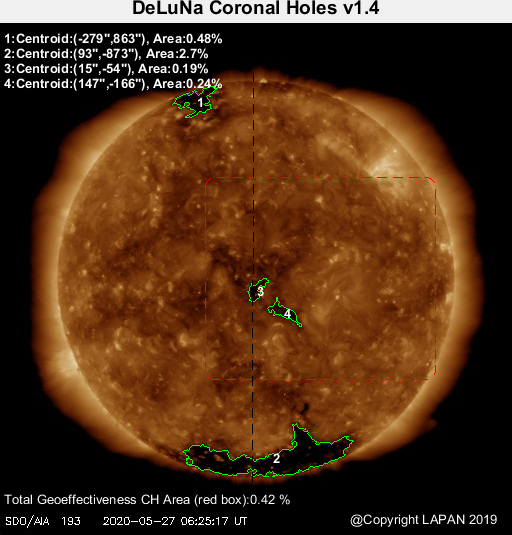 DeLuNa Coronal Holes v1.4
1:Centroid:(-279",863"), Area:0.48%
2:Centroid:(93",-873"), Area:2.7%
3:Centroid:(15",-54"), Area:0.19%
4:Centroid:(147",-166"), Area:0.24%
1
3
4
2
Total Geoeffectiveness CH Area (red box):0.42 %
SDO/AIA 193 2020-05-27 06:25:17 UT
@Copyright LAPAN 2019